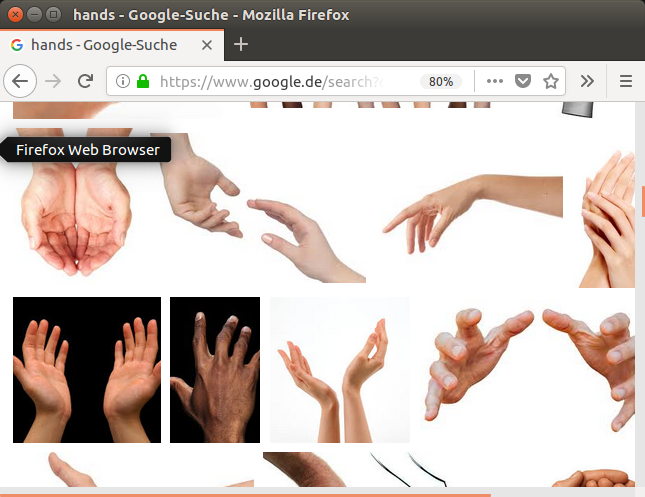 hands - Google-Suche - Mozilla Firefox
hands - Google-Suche
https://www.google.de/search?
80%
Firefox Web Browser